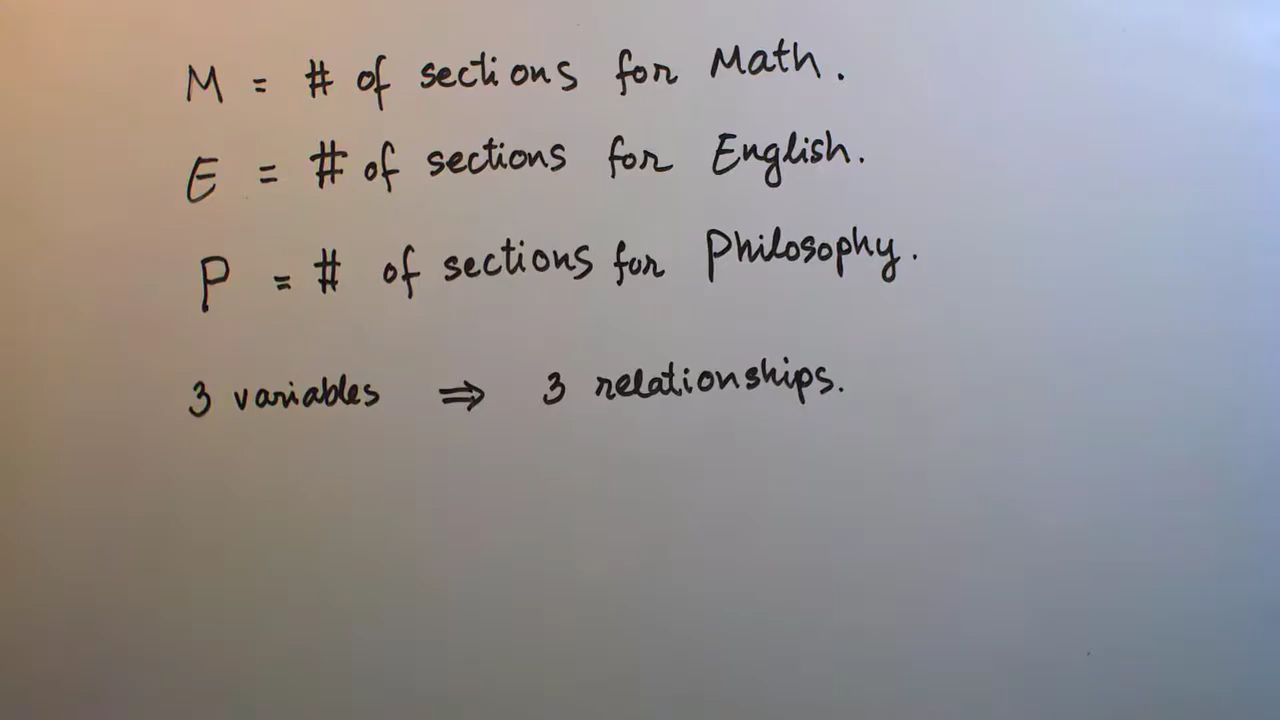 M = # of sections for Math.
E = # of sections for English.
P = # of sections for Philosophy.
3 variables ⇒ 3 relationships.